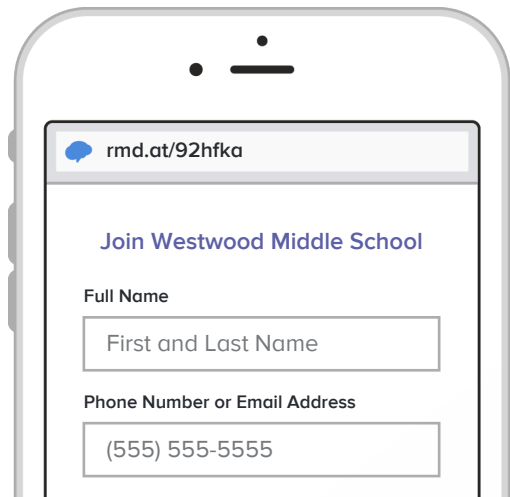 rmd.at/92hfka
Join Westwood Middle School
Full Name
First and Last Name
Phone Number or Email Address
(555) 555-5555